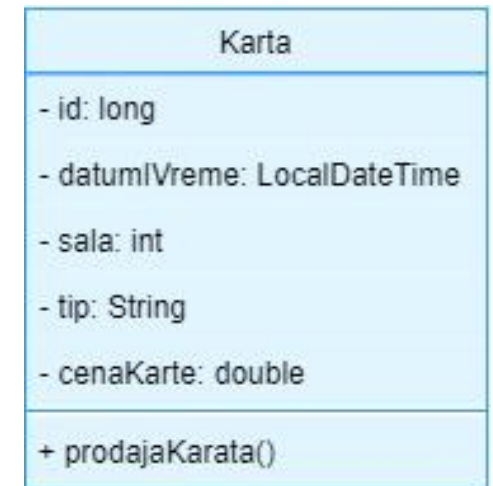 Karta
- id: long
- datumIVreme: LocalDateTime
- sala: int
- tip: String
- cenaKarte: double
+ prodajaKarata()